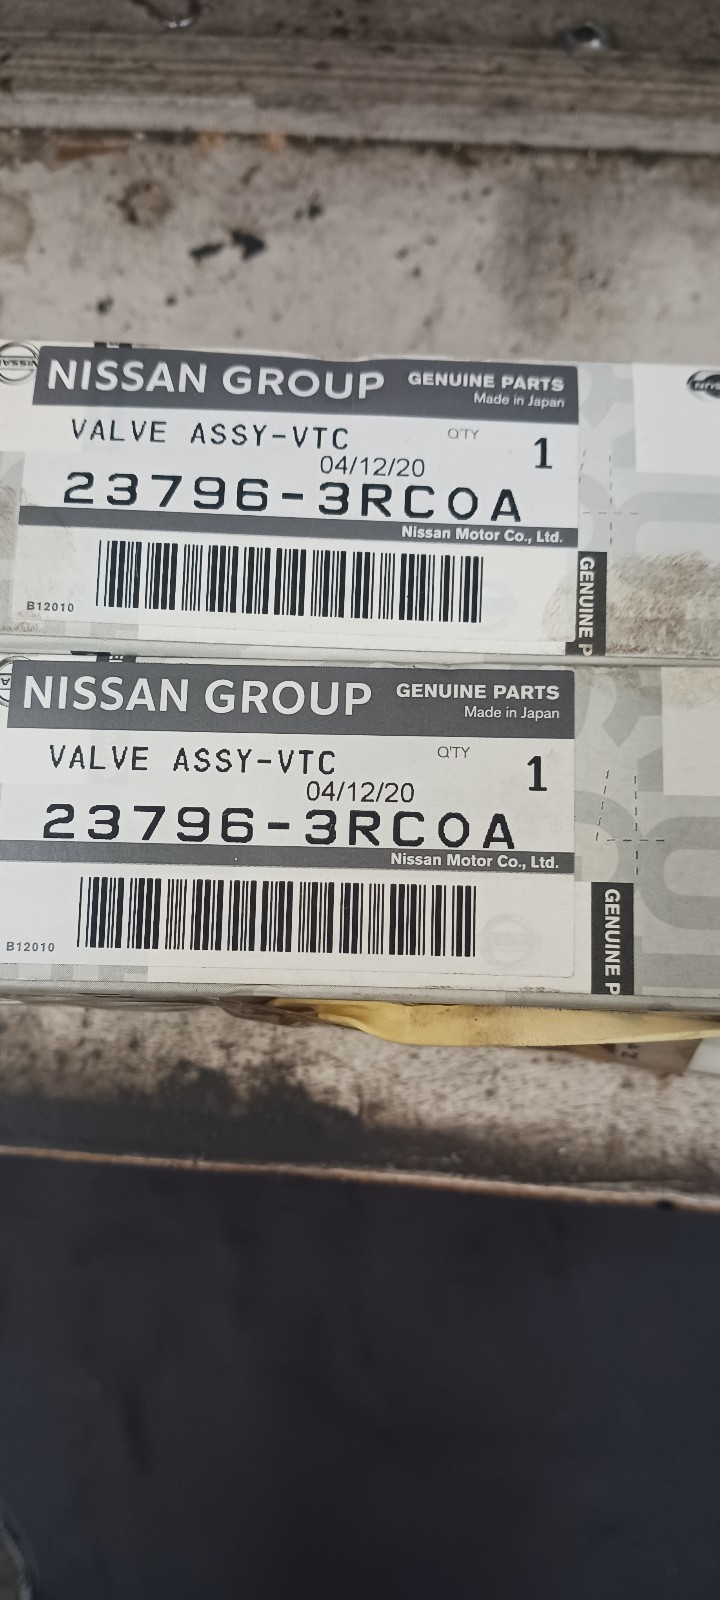 NISSAN GROUP GENUINE PARTS
Made in Japan
VALVE ASSY-VTC Q'TY 1
04/12/20
23796-3RC0A
Nissan Motor Co., Ltd.
B12010
GENUINE P
NISSAN GROUP GENUINE PARTS
Made in Japan
VALVE ASSY-VTC Q'TY 1
04/12/20
23796-3RC0A
Nissan Motor Co., Ltd.
B12010
GENUINE P